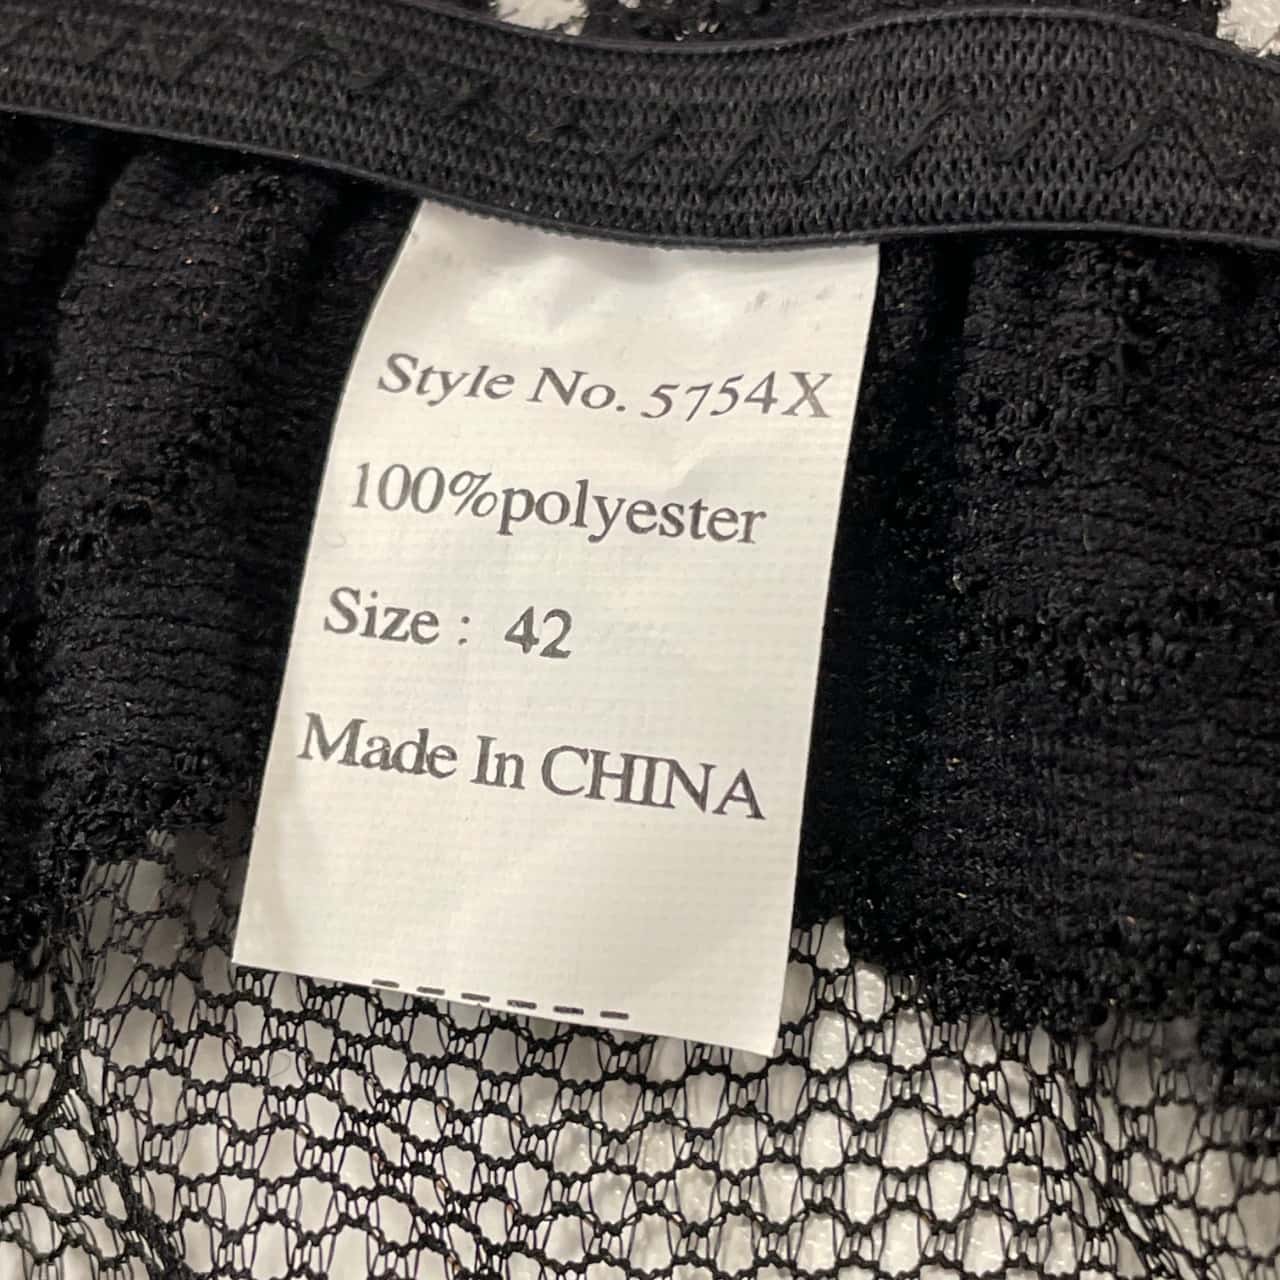 Style No. 5754X
100%polyester
Size : 42
Made In CHINA